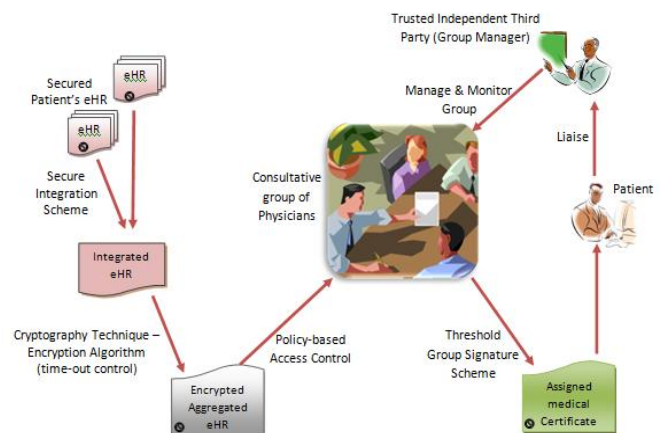 Trusted Independent Third
Party (Group Manager)
Secured
Patient's eHR
eHR
eHR
Manage & Monitor
Group
Liaise
Secure
Integration
Scheme
Consultative
group of
Physicians
Patient
Integrated
eHR
Cryptography Technique –
Encryption Algorithm
(time-out control)
Policy-based
Access Control
Threshold
Group Signature
Scheme
Encrypted
Aggregated
eHR
Assigned
medical
Certificate